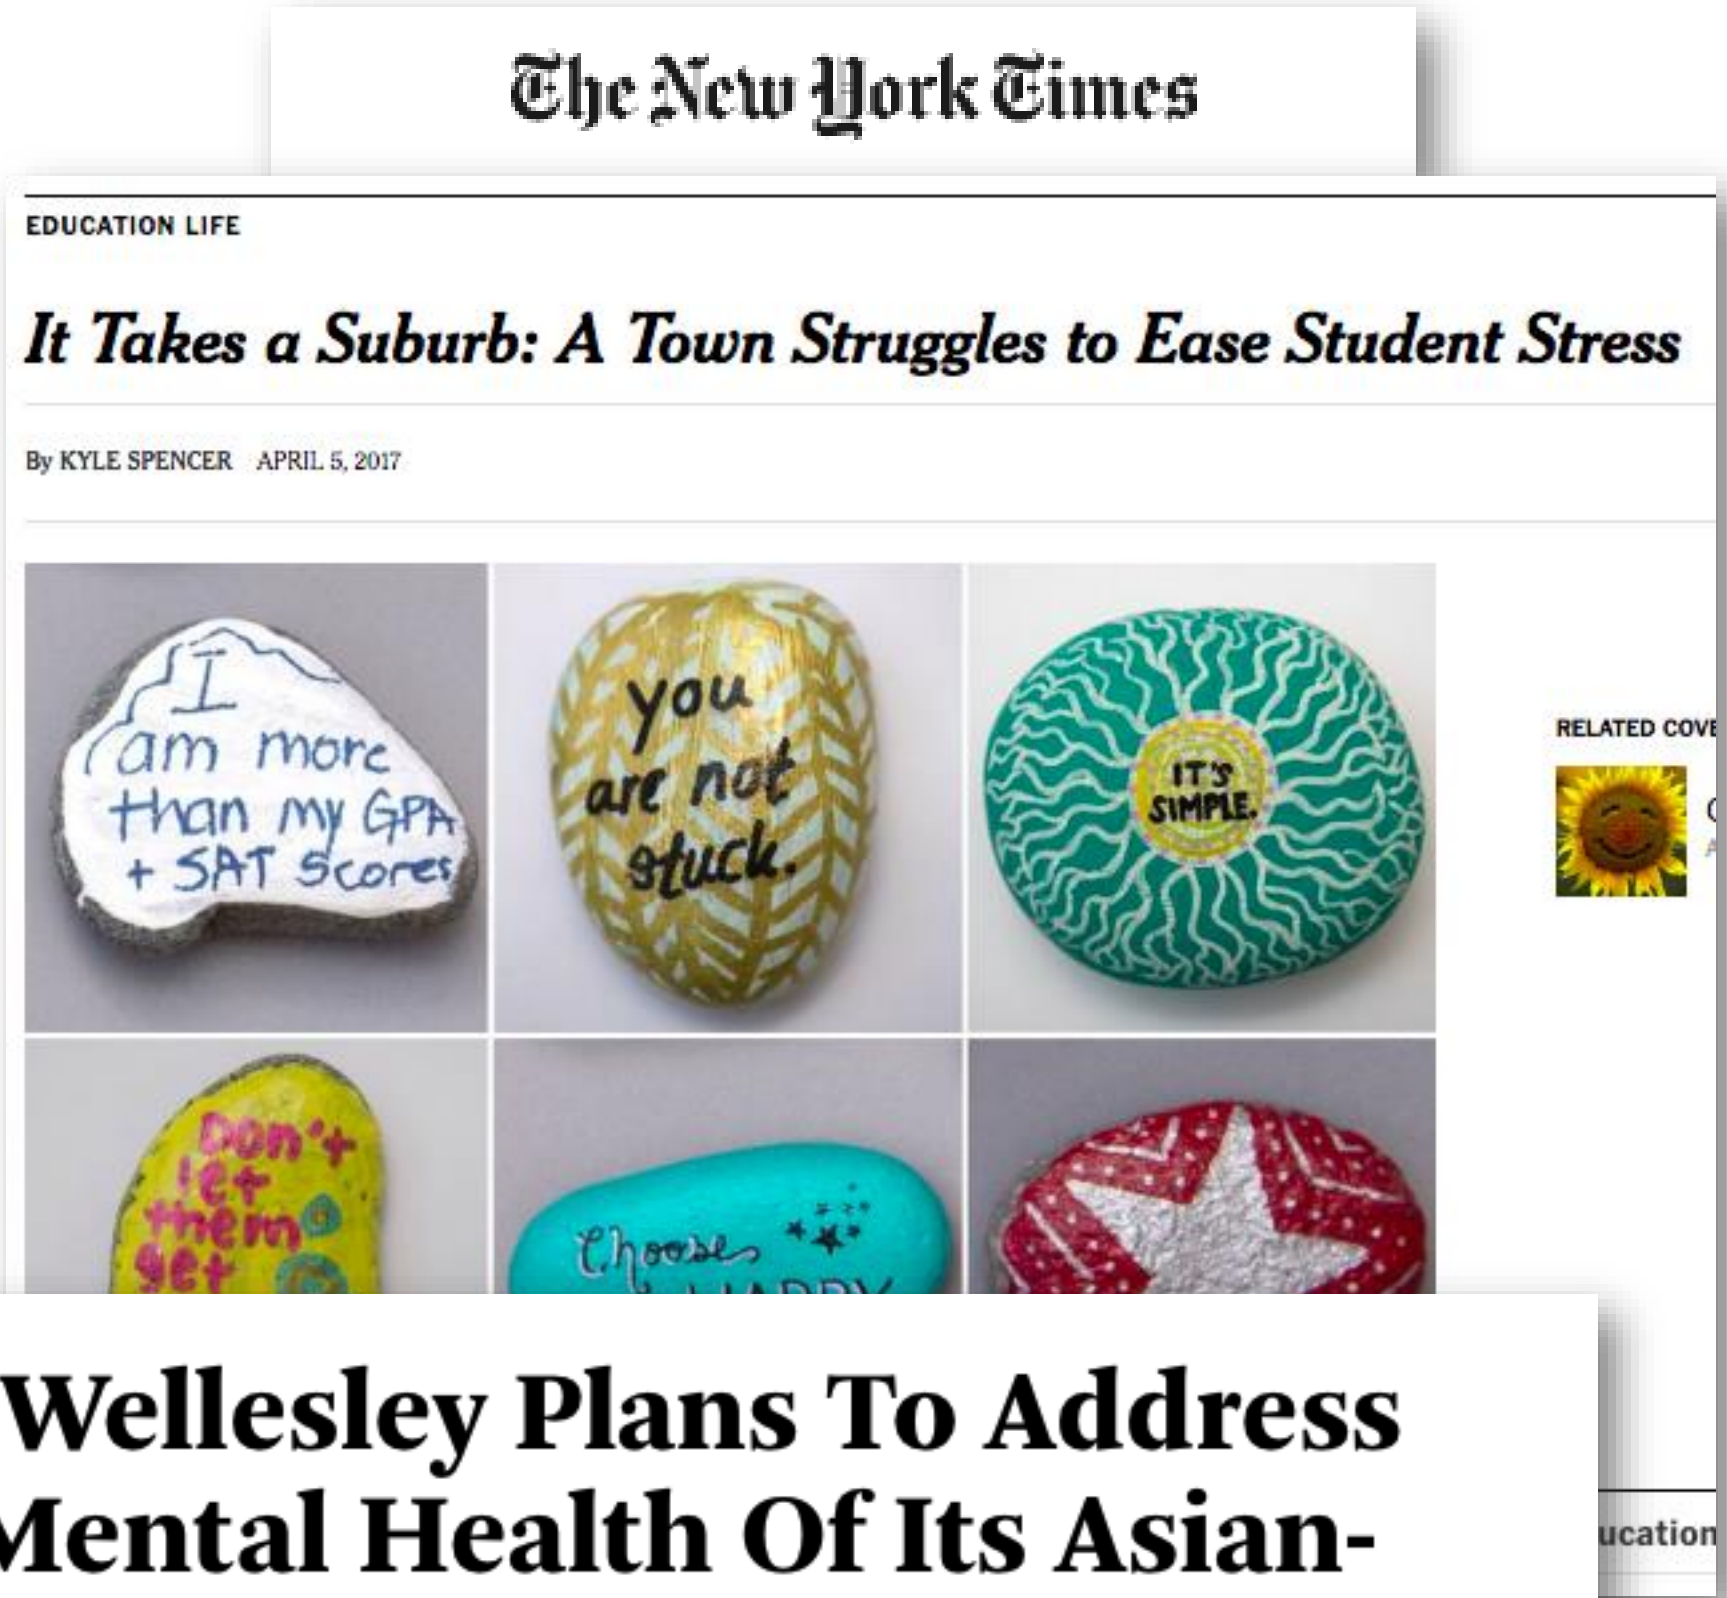 The New York Times
EDUCATION LIFE
It Takes a Suburb: A Town Struggles to Ease Student Stress
By KYLE SPENCER APRIL 5, 2017
I
am more
than my GPA
+ SAT Scores
you
are not
stuck.
IT'S
SIMPLE.
RELATED COVE
Don't
let
them
get
Choose
HAPPY
Wellesley Plans To Address
Mental Health Of Its Asian-
ucation